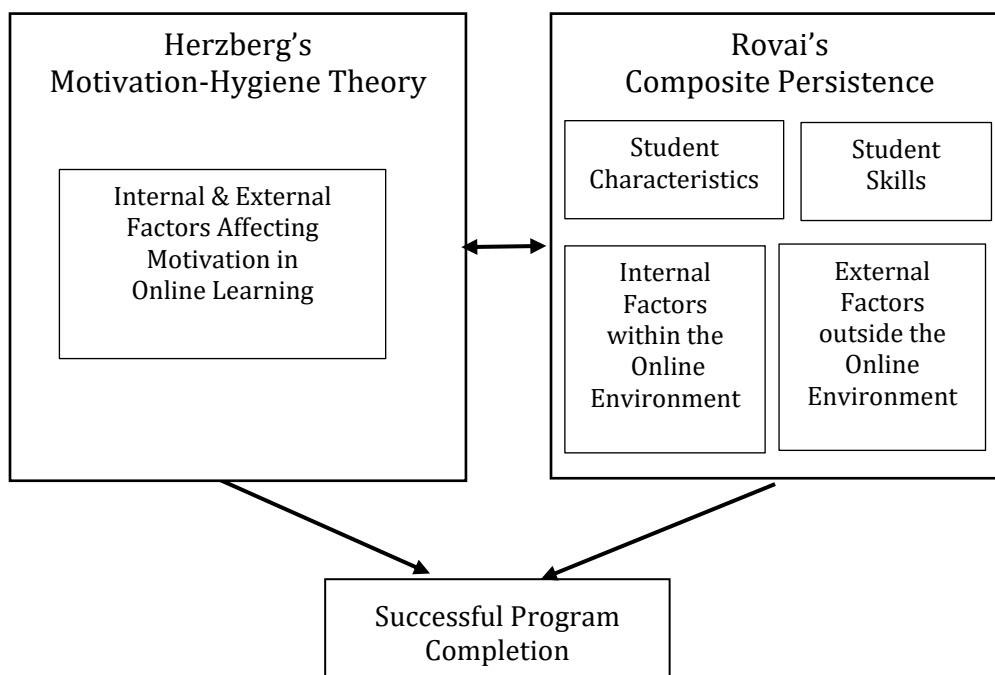 Herzberg’s
Motivation-Hygiene Theory
Internal & External
Factors Affecting
Motivation in
Online Learning
Rovai’s
Composite Persistence
Student
Characteristics
Student
Skills
Internal
Factors
within the
Online
Environment
External
Factors
outside the
Online
Environment
Successful Program
Completion